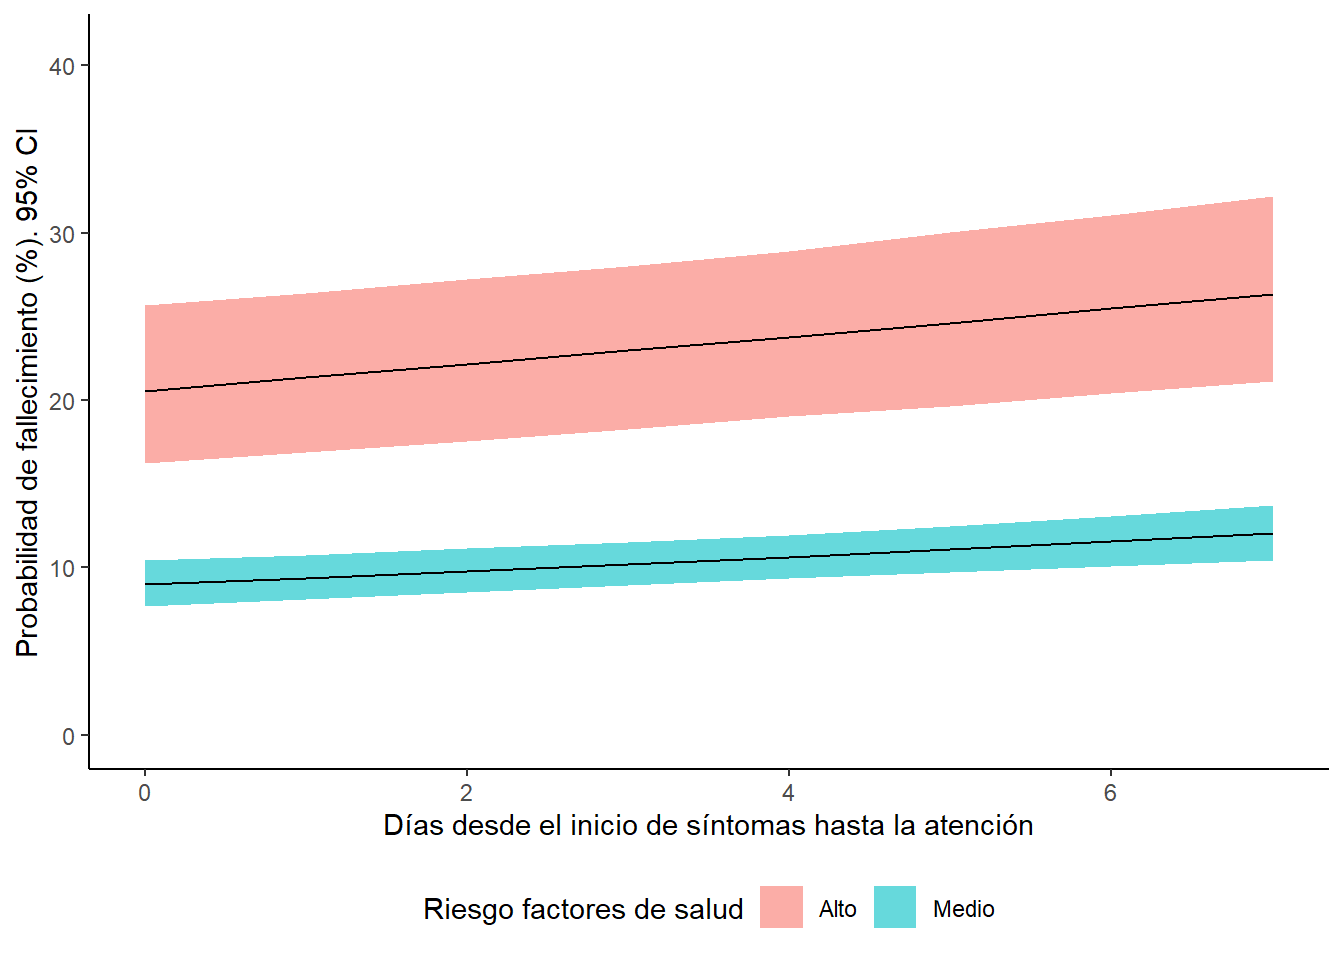 Probabilidad de fallecimiento (%). 95% CI
40
30
20
10
0
0 2 4 6
Días desde el inicio de síntomas hasta la atención
Riesgo factores de salud Alto Medio